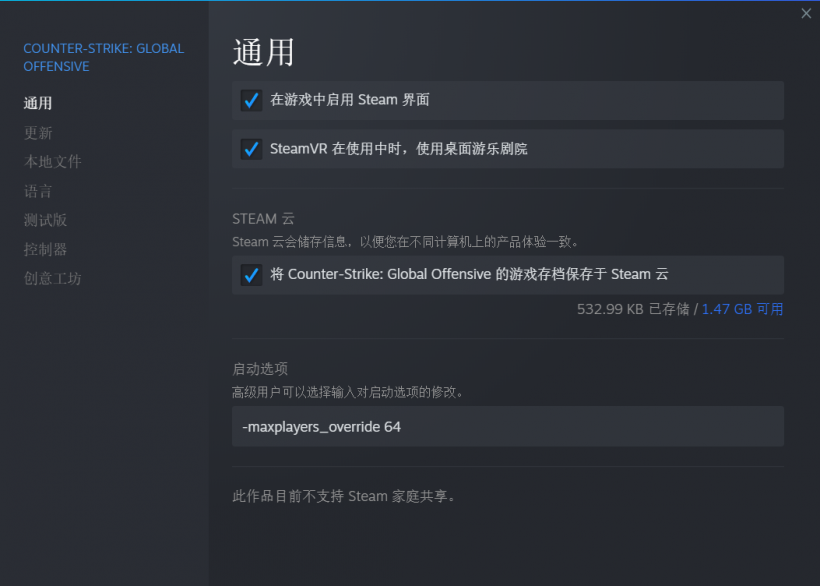 COUNTER-STRIKE: GLOBAL
OFFENSIVE
通用
更新
本地文件
语言
测试版
控制器
创意工坊
通用
在游戏中启用 Steam 界面
SteamVR 在使用中时，使用桌面游乐剧院
STEAM 云
Steam 云会储存信息，以便您在不同计算机上的产品体验一致。
将 Counter-Strike: Global Offensive 的游戏存档保存于 Steam 云
532.99 KB 已存储 / 1.47 GB 可用
启动选项
高级用户可以选择输入对启动选项的修改。
-maxplayers_override 64
此作品目前不支持 Steam 家庭共享。